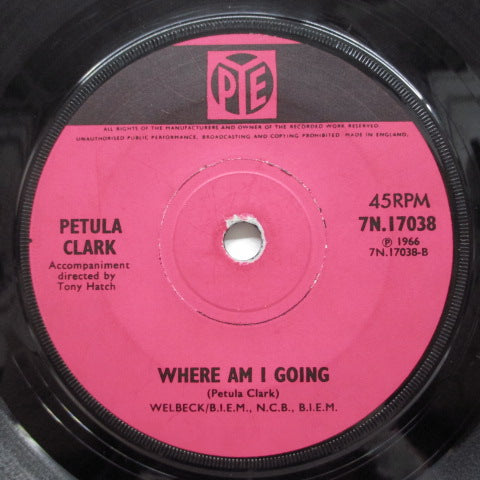 PYE
ALL RIGHTS OF THE MANUFACTURERS AND OWNER OF THE RECORDED WORK RESERVED
UNAUTHORISED PUBLIC PERFORMANCE, BROADCASTING AND COPYING PROHIBITED. MADE IN ENGLAND.
PETULA
CLARK
Accompaniment
directed by
Tony Hatch
45RPM
7N.17038
Ⓟ 1966
7N.17038-B
WHERE AM I GOING
(Petula Clark)
WELBECK/B.I.E.M., N.C.B., B.I.E.M.